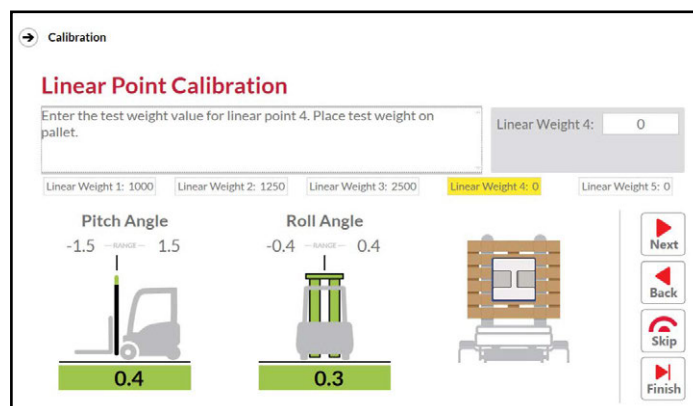 Calibration
Linear Point Calibration
Enter the test weight value for linear point 4. Place test weight on
pallet.
Linear Weight 4: 0
Linear Weight 1: 1000 Linear Weight 2: 1250 Linear Weight 3: 2500 Linear Weight 4: 0 Linear Weight 5: 0
Pitch Angle Roll Angle
-1.5 RANGE 1.5 -0.4 RANGE 0.4
Next
Back
Skip
0.4 0.3
Finish